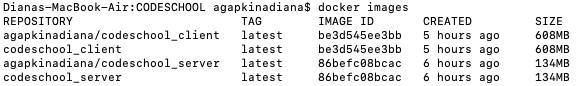 Dianas-MacBook-Air:CODESCHOOL agapkinadiana$ docker images
REPOSITORY TAG IMAGE ID CREATED SIZE
agapkinadiana/codeschool_client latest be3d545ee3bb 5 hours ago 608MB
codeschool_client latest be3d545ee3bb 5 hours ago 608MB
agapkinadiana/codeschool_server latest 86befc08bcac 6 hours ago 134MB
codeschool_server latest 86befc08bcac 6 hours ago 134MB